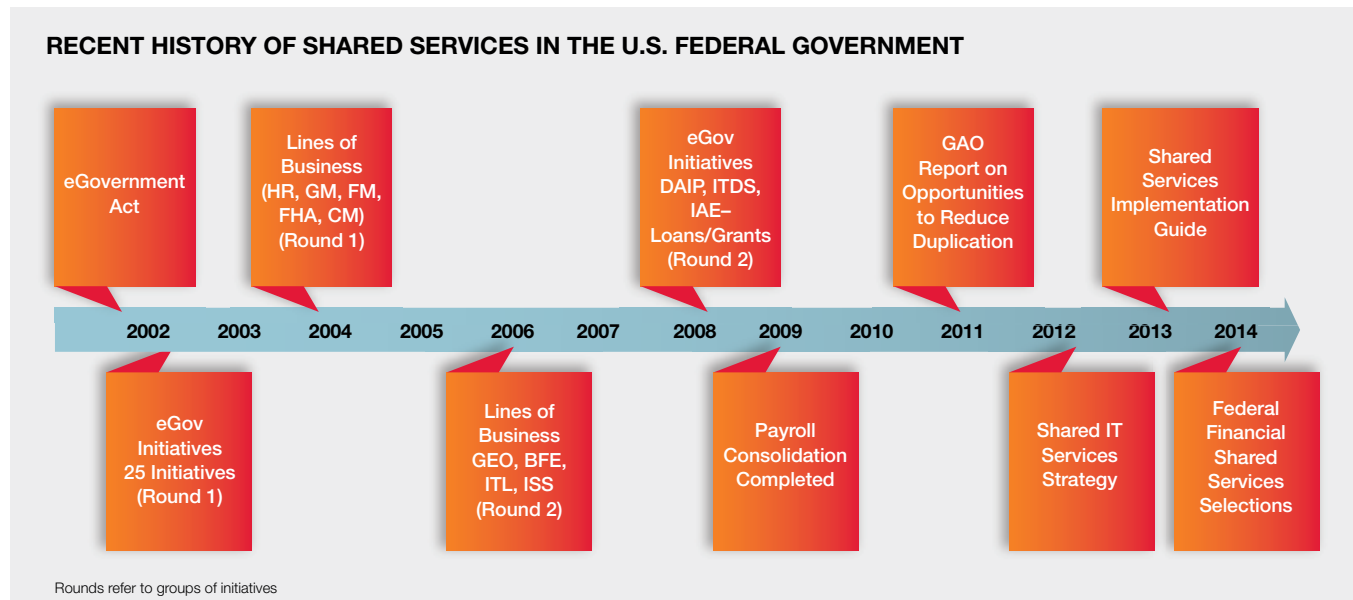 RECENT HISTORY OF SHARED SERVICES IN THE U.S. FEDERAL GOVERNMENT
eGovernment
Act
Lines of
Business
(HR, GM, FM,
FHA, CM)
(Round 1)
eGov
Initiatives
DAIP, ITDS,
IAE–
Loans/Grants
(Round 2)
GAO
Report on
Opportunities
to Reduce
Duplication
Shared
Services
Implementation
Guide
2002 2003 2004 2005 2006 2007 2008 2009 2010 2011 2012 2013 2014
eGov
Initiatives
25 Initiatives
(Round 1)
Lines of
Business
GEO, BFE,
ITL, ISS
(Round 2)
Payroll
Consolidation
Completed
Shared IT
Services
Strategy
Federal
Financial
Shared
Services
Selections
Rounds refer to groups of initiatives